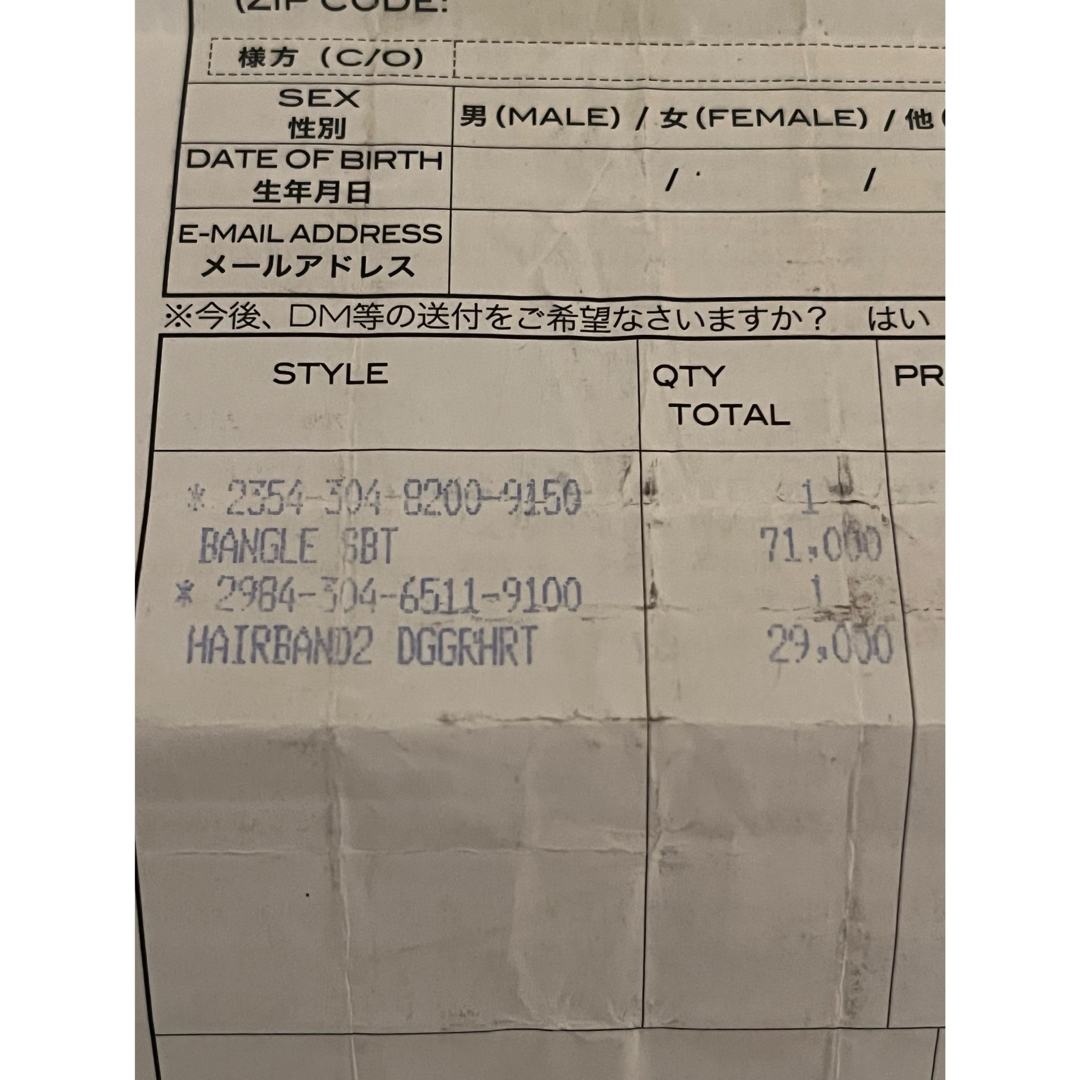 (ZIP CODE:
様方 (C/O)
SEX
性別
男 (MALE) / 女 (FEMALE) / 他 (
DATE OF BIRTH
生年月日
/ /
E-MAIL ADDRESS
メールアドレス
※今後、DM等の送付をご希望なさいますか? はい
STYLE
QTY
TOTAL
PR
* 2354-304-8200-9150 1
BANGLE SBT 71,000
* 2984-304-6511-9100 1
HAIRBAND2 DGGRHRT 29,000